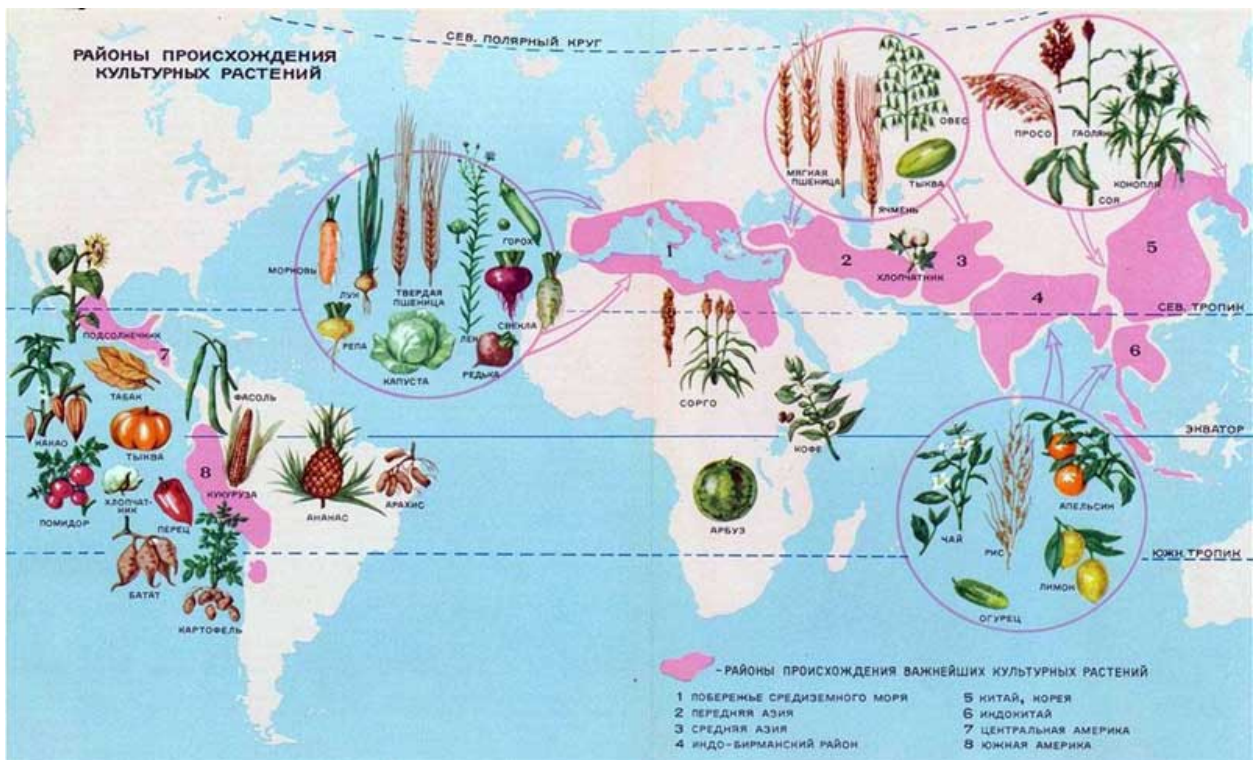 РАЙОНЫ ПРОИСХОЖДЕНИЯ
КУЛЬТУРНЫХ РАСТЕНИЙ
СЕВ. ПОЛЯРНЫЙ КРУГ
МЯГКАЯ
ПШЕНИЦА
ЯЧМЕНЬ
ОВЕС
ТЫКВА
ПРОСО
ГАОЛЯН
КОНОПЛЯ
СОЯ
МОРКОВЬ
ЛУК
ТВЕРДАЯ
ПШЕНИЦА
ЛЕН
ГОРОХ
СВЕКЛА
РЕПА
КАПУСТА
РЕДЬКА
1
2
ХЛОПЧАТНИК
3
4
5
6
СЕВ. ТРОПИК
ПОДСОЛНЕЧНИК
7
ТАБАК
ФАСОЛЬ
КАКАО
ТЫКВА
8
КУКУРУЗА
АНАНАС
АРАХИС
ПОМИДОР
ХЛОПЧАТ-
НИК
ПЕРЕЦ
БАТАТ
КАРТОФЕЛЬ
СОРГО
КОФЕ
АРБУЗ
ЭКВАТОР
ЧАЙ
РИС
АПЕЛЬСИН
ЛИМОН
ОГУРЕЦ
ЮЖН. ТРОПИК
-РАЙОНЫ ПРОИСХОЖДЕНИЯ ВАЖНЕЙШИХ КУЛЬТУРНЫХ РАСТЕНИЙ
1 ПОБЕРЕЖЬЕ СРЕДИЗЕМНОГО МОРЯ
2 ПЕРЕДНЯЯ АЗИЯ
3 СРЕДНЯЯ АЗИЯ
4 ИНДО-БИРМАНСКИЙ РАЙОН
5 КИТАЙ, КОРЕЯ
6 ИНДОКИТАЙ
7 ЦЕНТРАЛЬНАЯ АМЕРИКА
8 ЮЖНАЯ АМЕРИКА